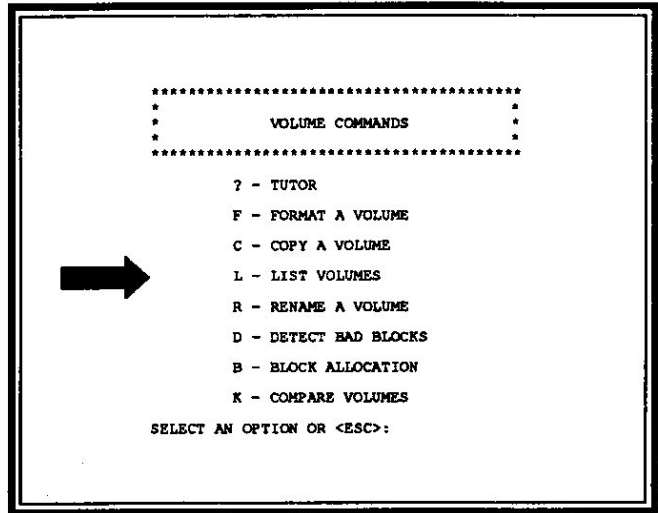 ****************************************
* *
* VOLUME COMMANDS *
* *
****************************************
? - TUTOR
F - FORMAT A VOLUME
C - COPY A VOLUME
L - LIST VOLUMES
R - RENAME A VOLUME
D - DETECT BAD BLOCKS
B - BLOCK ALLOCATION
K - COMPARE VOLUMES
SELECT AN OPTION OR <ESC>: